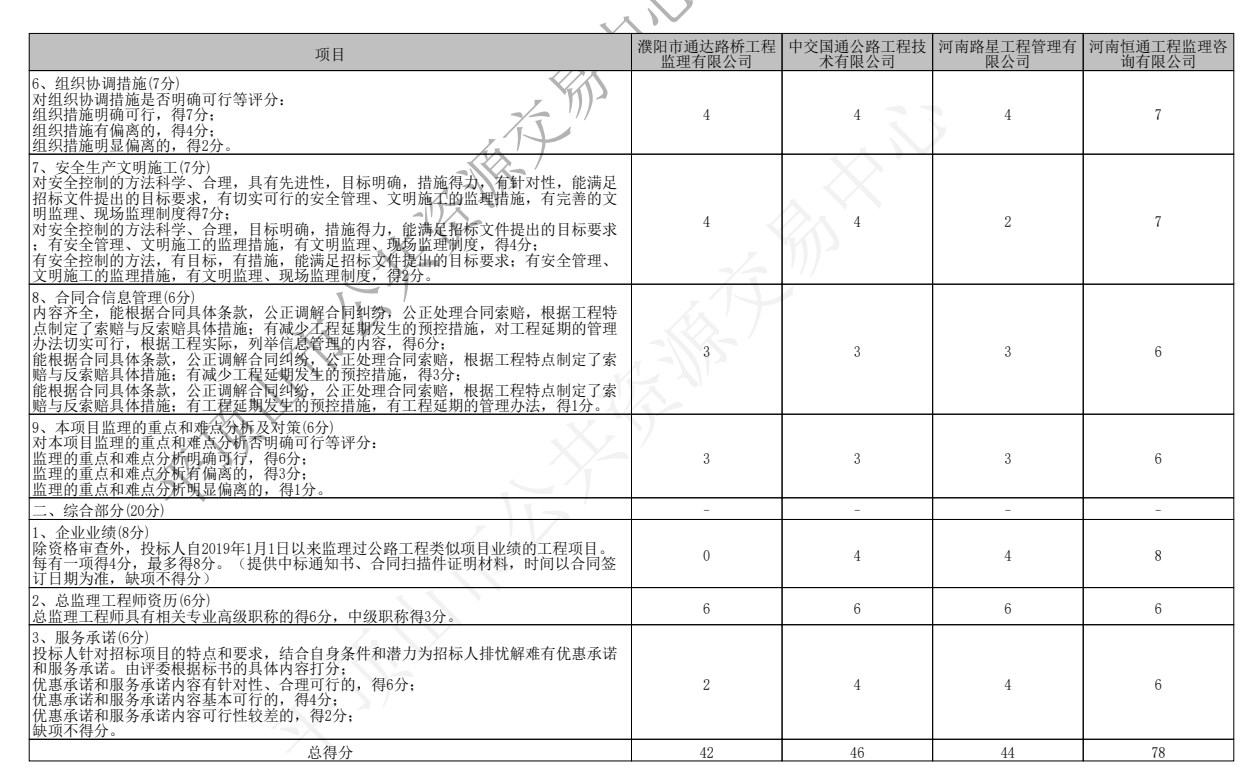 项目
濮阳市通达路桥工程
监理有限公司
中交国通公路工程技
术有限公司
河南路星工程管理有
限公司
河南恒通工程监理咨
询有限公司
6、组织协调措施(7分)
对组织协调措施是否明确可行等评分:
组织措施明确可行，得7分;
组织措施有偏离的，得4分;
组织措施明显偏离的，得2分。
4
4
4
7
7、安全生产文明施工(7分)
对安全控制的方法科学、合理，具有先进性，目标明确，措施得力，有针对性，能满足
招标文件提出的目标要求，有切实可行的安全管理、文明施工的监理措施，有完善的文
明监理、现场监理制度得7分;
对安全控制的方法科学、合理，目标明确，措施得力，能满足招标文件提出的目标要求
;有安全管理、文明施工的监理措施，有文明监理、现场监理制度，得4分;
有安全控制的方法，有目标，有措施，能满足招标文件提出的目标要求;有安全管理、
文明施工的监理措施，有文明监理、现场监理制度，得2分。
4
4
2
7
8、合同合信息管理(6分)
内容齐全，能根据合同具体条款，公正调解合同纠纷，公正处理合同索赔，根据工程特
点制定了索赔与反索赔具体措施;有减少工程延期发生的预控措施，对工程延期的管理
办法切实可行，根据工程实际，列举信息管理的内容，得6分;
能根据合同具体条款，公正调解合同纠纷，公正处理合同索赔，根据工程特点制定了索
赔与反索赔具体措施;有减少工程延期发生的预控措施，得3分;
能根据合同具体条款，公正调解合同纠纷，公正处理合同索赔，根据工程特点制定了索
赔与反索赔具体措施;有工程延期发生的预控措施，有工程延期的管理办法，得1分。
3
3
3
6
9、本项目监理的重点和难点分析及对策(6分)
对本项目监理的重点和难点分析否明确可行等评分:
监理的重点和难点分析明确可行，得6分;
监理的重点和难点分析有偏离的，得3分;
监理的重点和难点分析明显偏离的，得1分。
3
3
3
6
二、综合部分(20分)
-
-
-
-
1、企业业绩(8分)
除资格审查外，投标人自2019年1月1日以来监理过公路工程类似项目业绩的工程项目。
每有一项得4分，最多得8分。（提供中标通知书、合同扫描件证明材料，时间以合同签
订日期为准，缺项不得分）
0
4
4
8
2、总监理工程师资历(6分)
总监理工程师具有相关专业高级职称的得6分，中级职称得3分。
6
6
6
6
3、服务承诺(6分)
投标人针对招标项目的特点和要求，结合自身条件和潜力为招标人排忧解难有优惠承诺
和服务承诺。由评委根据标书的具体内容打分;
优惠承诺和服务承诺内容有针对性、合理可行的，得6分;
优惠承诺和服务承诺内容基本可行的，得4分;
优惠承诺和服务承诺内容可行性较差的，得2分;
缺项不得分。
2
4
4
6
总得分
42
46
44
78
平顶山市公共资源交易中心
平顶山市公共资源交易中心